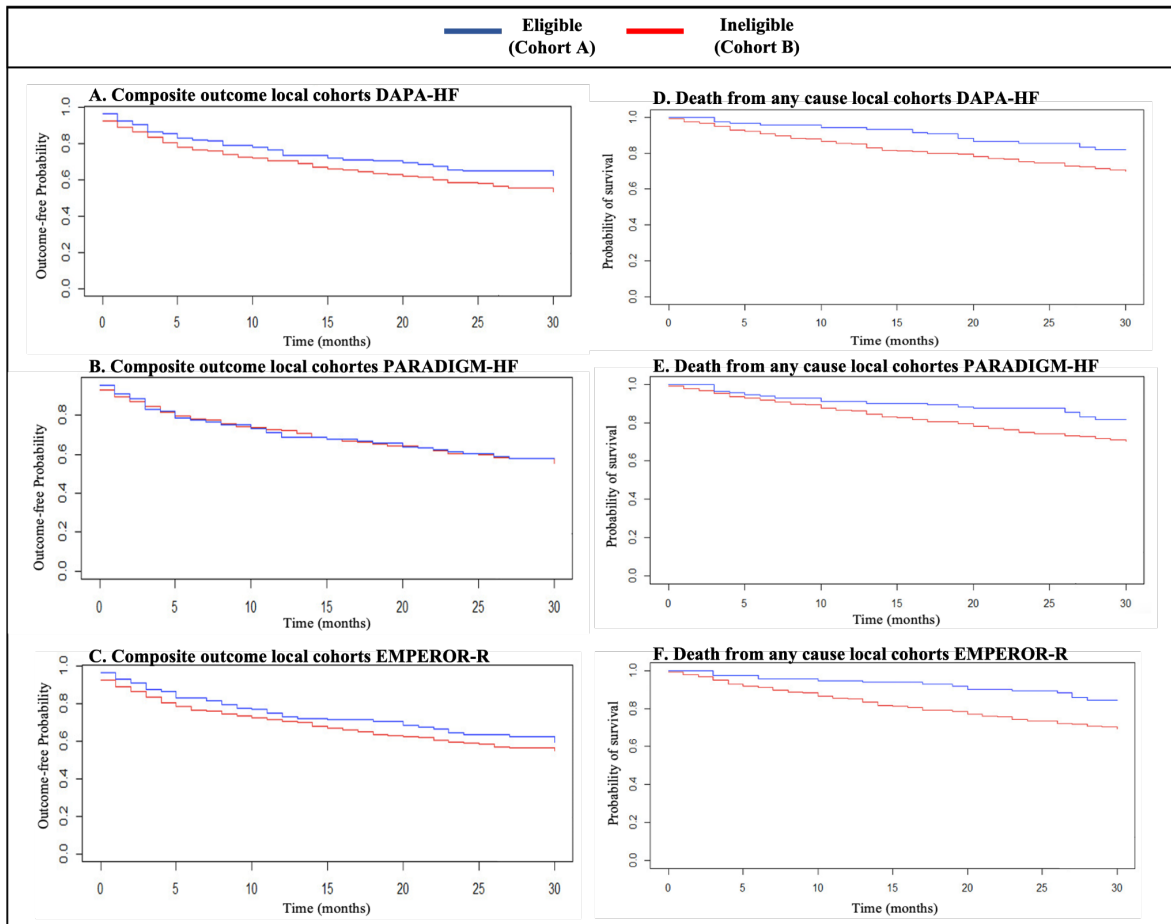 Eligible
(Cohort A)
Ineligible
(Cohort B)
A. Composite outcome local cohorts DAPA-HF
Outcome-free Probability
0.0 0.2 0.4 0.6 0.8 1.0
0 5 10 15 20 25 30
Time (months)
D. Death from any cause local cohorts DAPA-HF
Probability of survival
0.0 0.2 0.4 0.6 0.8 1.0
0 5 10 15 20 25 30
Time (months)
B. Composite outcome local cohortes PARADIGM-HF
Outcome-free Probability
0.0 0.2 0.4 0.6 0.8
0 5 10 15 20 25 30
Time (months)
E. Death from any cause local cohortes PARADIGM-HF
Probability of survival
0.0 0.2 0.4 0.6 0.8 1.0
0 5 10 15 20 25 30
Time (months)
C. Composite outcome local cohorts EMPEROR-R
Outcome-free Probability
0.0 0.2 0.4 0.6 0.8 1.0
0 5 10 15 20 25 30
Time (months)
F. Death from any cause local cohorts EMPEROR-R
Probability of survival
0.0 0.2 0.4 0.6 0.8 1.0
0 5 10 15 20 25 30
Time (months)